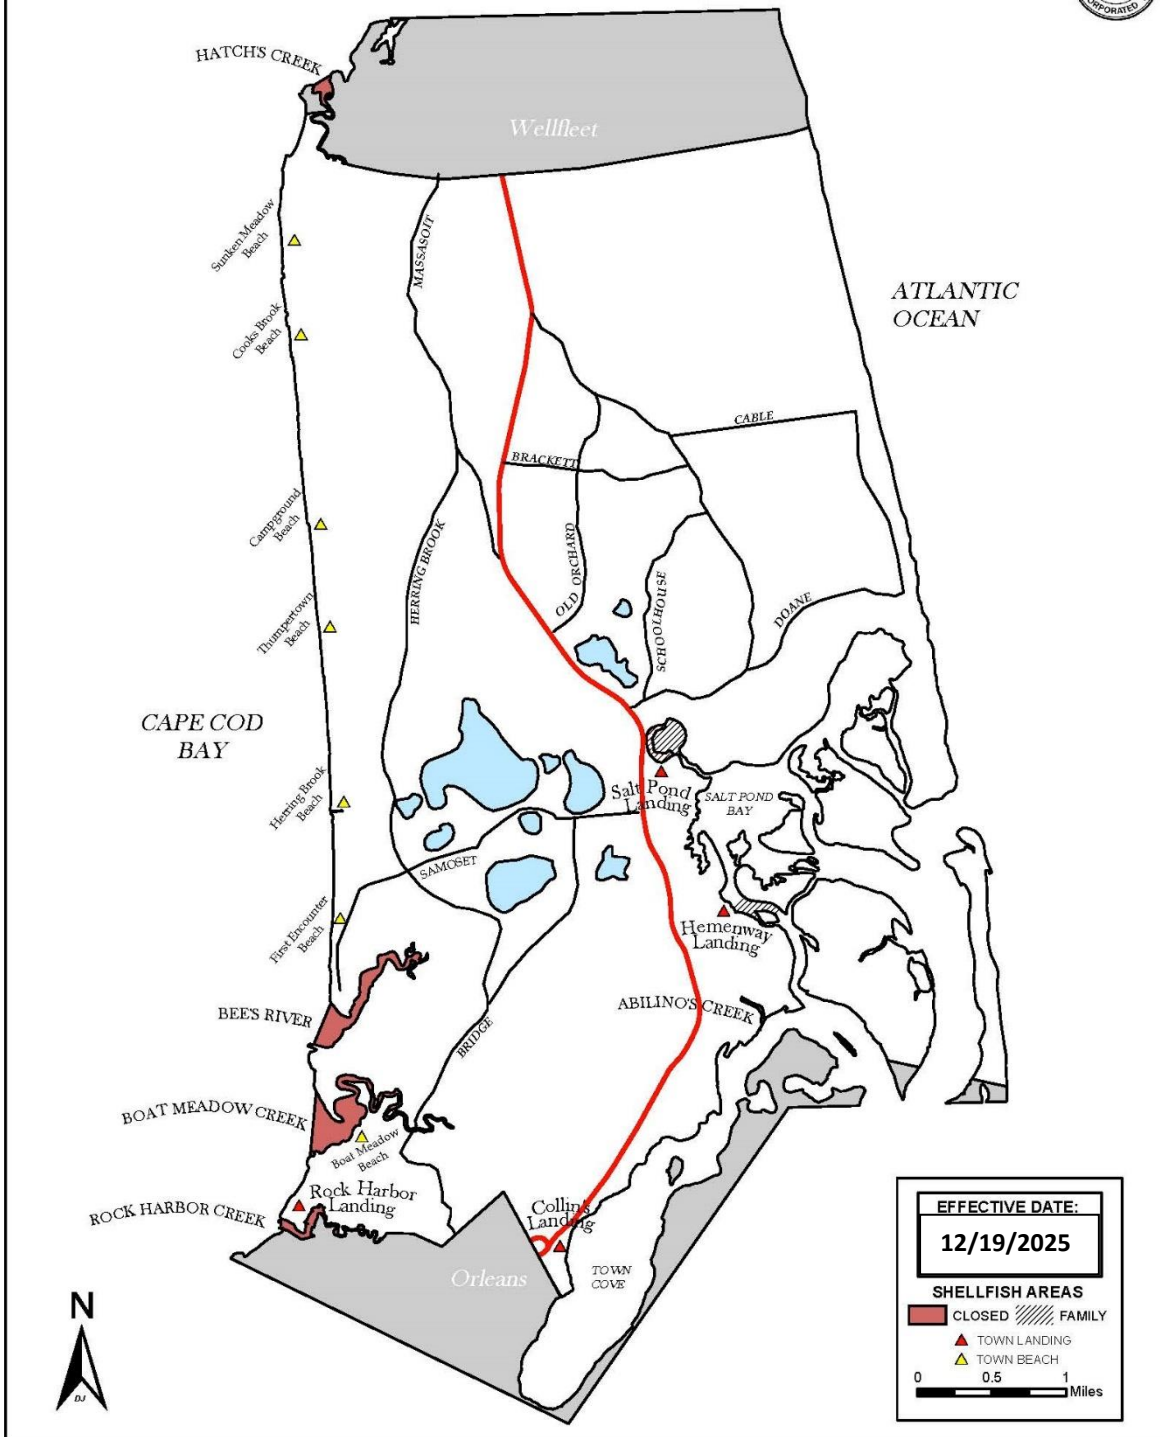 ORPORATED
HATCH'S CREEK
Wellfleet
Sunken Meadow
Beach
MASSASOIT
ATLANTIC
OCEAN
Cooks Brook
Beach
CABLE
BRACKETT
Campground
Beach
HERRING BROOK
OLD ORCHARD
SCHOOLHOUSE
DOANE
Thumpertown
Beach
CAPE COD
BAY
Salt Pond
Landing
SALT POND
BAY
Herring Brook
Beach
SAMOSET
First Encounter
Beach
Hemenway
Landing
BEE'S RIVER
ABILINO'S CREEK
BRIDGE
BOAT MEADOW CREEK
Boat Meadow
Beach
Rock Harbor
Landing
ROCK HARBOR CREEK
Collin's
Landing
Orleans
TOWN
COVE
N
DJ
EFFECTIVE DATE:
12/19/2025
SHELLFISH AREAS
CLOSED FAMILY
TOWN LANDING
TOWN BEACH
0 0.5 1
Miles